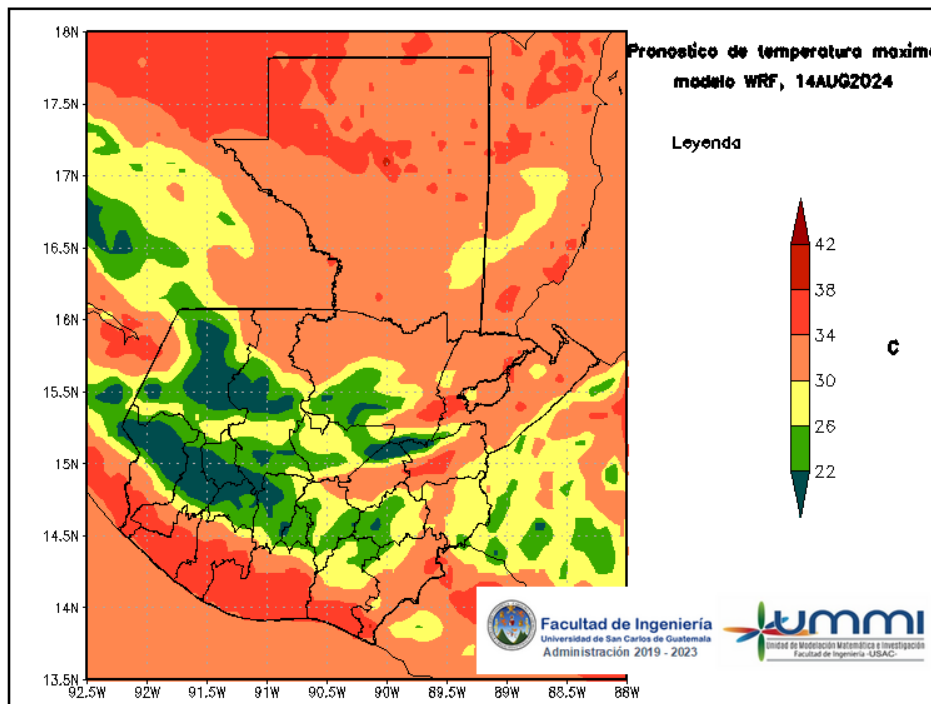 Pronostico de temperatura maxim
modelo WRF, 14AUG2024
Leyenda
18N
17.5N
17N
16.5N
16N
15.5N
15N
14.5N
14N
13.5N
92.5W
92W
91.5W
91W
90.5W
90W
89.5W
89W
88.5W
88W
42
38
34
30
26
22
C
Facultad de Ingeniería
Universidad de San Carlos de Guatemala
Administración 2019 - 2023
ummi
Unidad de Modelación Matemática e Investigación
Facultad de Ingeniería -USAC-